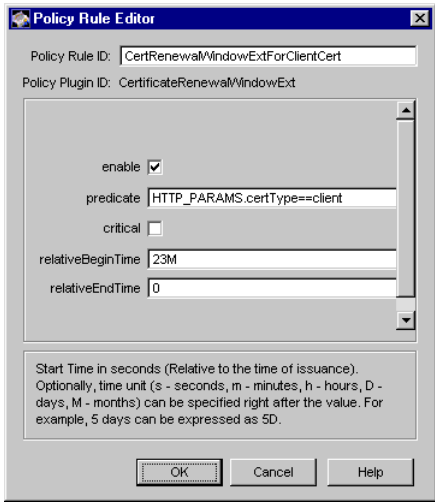 Policy Rule Editor
Policy Rule ID: CertRenewalWindowExtForClientCert
Policy Plugin ID: CertificateRenewalWindowExt
enable
predicate HTTP_PARAMS.certType==client
critical
relativeBeginTime 23M
relativeEndTime 0
Start Time in seconds (Relative to the time of issuance).
Optionally, time unit (s - seconds, m - minutes, h - hours, D -
days, M - months) can be specified right after the value. For
example, 5 days can be expressed as 5D.
OK Cancel Help